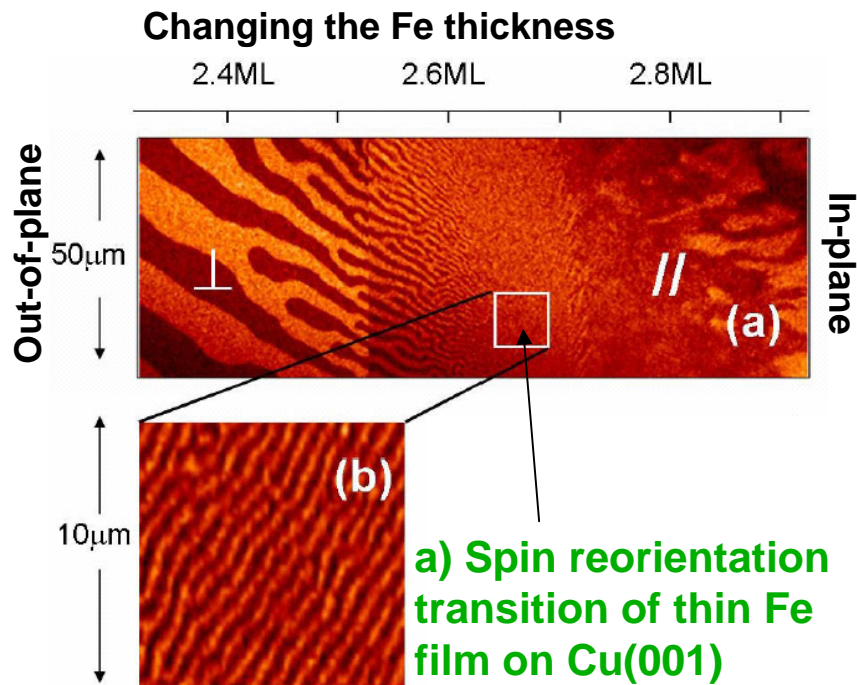 Changing the Fe thickness
2.4ML 2.6ML 2.8ML
Out-of-plane
50μm
⊥
//
(a)
In-plane
10μm
(b)
a) Spin reorientation
transition of thin Fe
film on Cu(001)